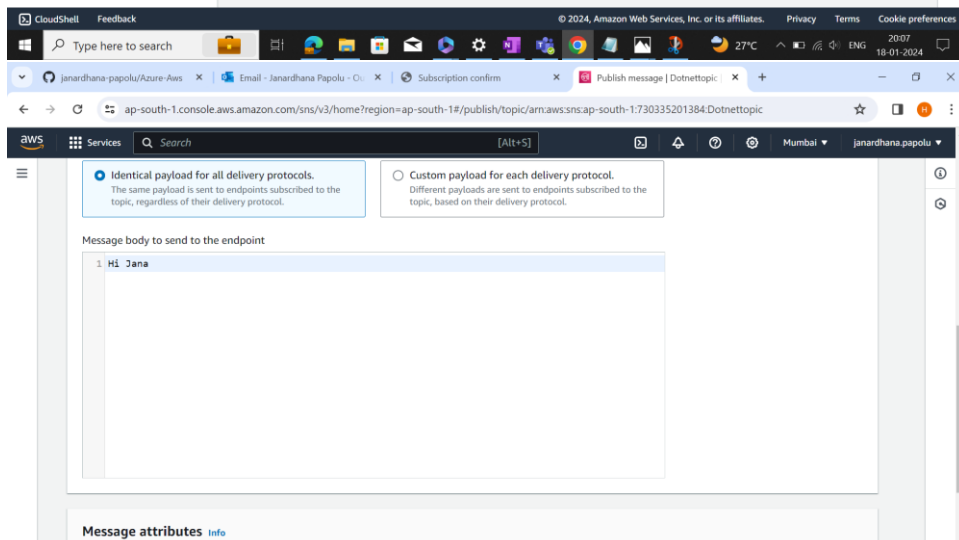 CloudShell Feedback © 2024, Amazon Web Services, Inc. or its affiliates. Privacy Terms Cookie preferences
Type here to search 27°C ENG 20:07
18-01-2024
janardhana-papolu/Azure-Aws Email - Janardhana Papolu - Ou Subscription confirm Publish message | Dotnettopic |
ap-south-1.console.aws.amazon.com/sns/v3/home?region=ap-south-1#/publish/topic/arn:aws:sns:ap-south-1:730335201384:Dotnettopic H
aws Services Search [Alt+S] Mumbai janardhana.papolu
Identical payload for all delivery protocols.
The same payload is sent to endpoints subscribed to the
topic, regardless of their delivery protocol.
Custom payload for each delivery protocol.
Different payloads are sent to endpoints subscribed to the
topic, based on their delivery protocol.
Message body to send to the endpoint
1 Hi Jana
Message attributes Info